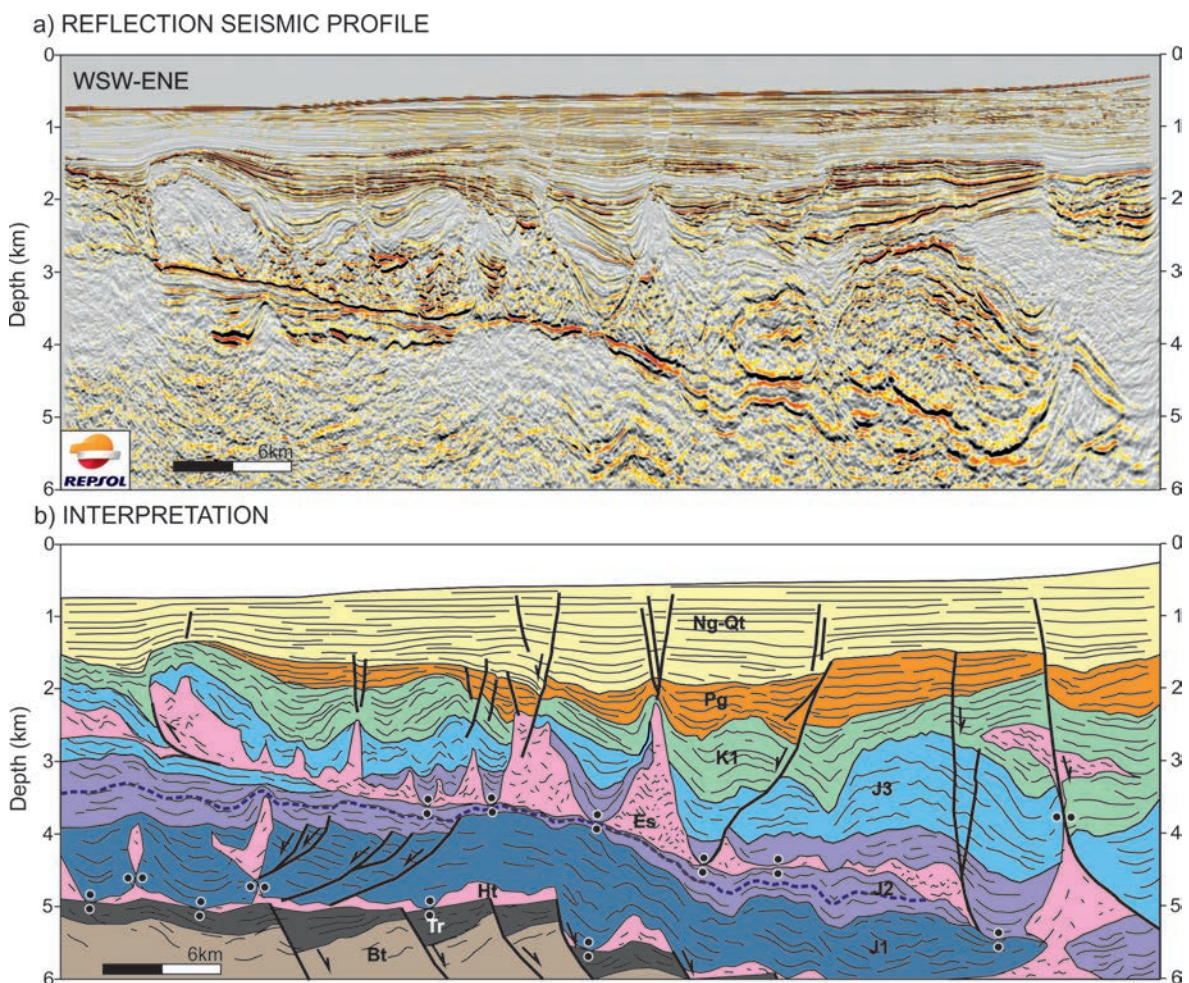 a) REFLECTION SEISMIC PROFILE
WSW-ENE
0
1
2
3
4
5
6
Depth (km)
0
1
2
3
4
5
6
REPSOL
6km
b) INTERPRETATION
0
1
2
3
4
5
6
Depth (km)
0
1
2
3
4
5
6
Ng-Qt
Pg
K1
J3
Es
J2
Ht
Tr
J1
Bt
6km